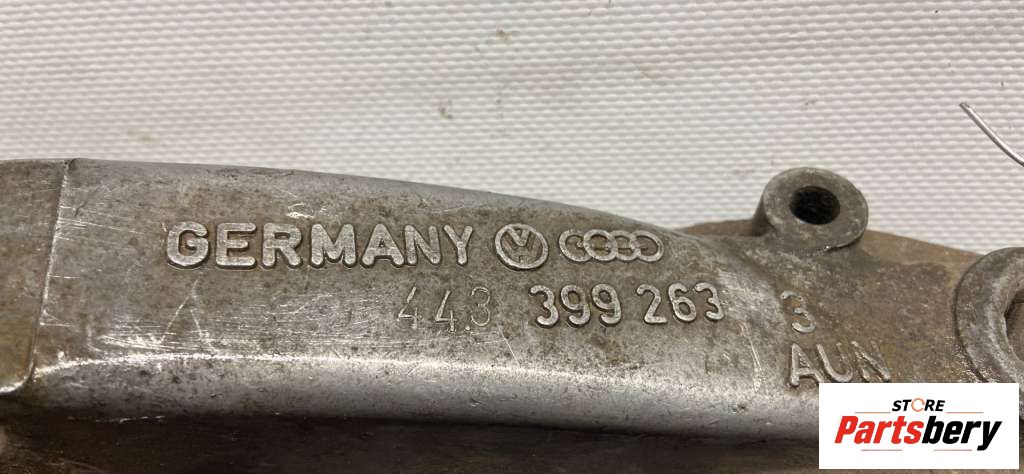 GERMANY
443 399 263 3
AUN
STORE
Partsbery